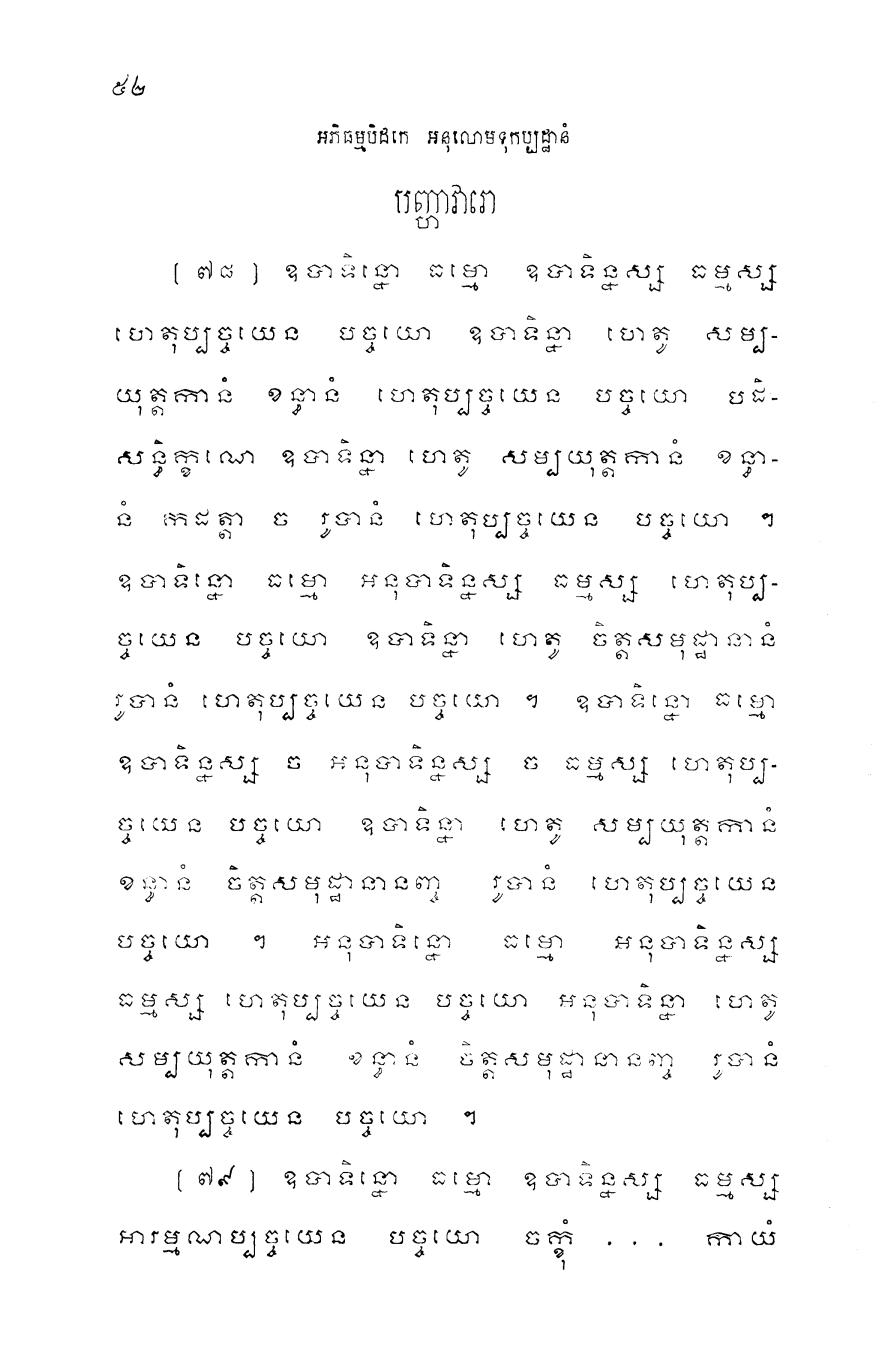 ៥២
អភិធម្មបិដកេ អនុលោមទុកប្បដ្ឋានំ
បញ្ហាវារោ
[ ៧៨ ] ឧបាទិន្នោ ធម្មោ ឧបាទិន្នស្ស ធម្មស្ស
ហេតុប្បច្ចយេន បច្ចយោ ឧបាទិន្នា ហេតូ សម្ប-
យុត្តកានំ ខន្ធានំ ហេតុប្បច្ចយេន បច្ចយោ បដិ-
សន្ធិក្ខណេ ឧបាទិន្នា ហេតូ សម្បយុត្តកានំ ខន្ធា-
នំ កដត្តា ច រូបានំ ហេតុប្បច្ចយេន បច្ចយោ ។
ឧបាទិន្នោ ធម្មោ អនុបាទិន្នស្ស ធម្មស្ស ហេតុប្ប-
ច្ចយេន បច្ចយោ ឧបាទិន្នា ហេតូ ចិត្តសមុដ្ឋានានំ
រូបានំ ហេតុប្បច្ចយេន បច្ចយោ ។ ឧបាទិន្នោ ធម្មោ
ឧបាទិន្នស្ស ច អនុបាទិន្នស្ស ច ធម្មស្ស ហេតុប្ប-
ច្ចយេន បច្ចយោ ឧបាទិន្នា ហេតូ សម្បយុត្តកានំ
ខន្ធានំ ចិត្តសមុដ្ឋានានញ្ច រូបានំ ហេតុប្បច្ចយេន
បច្ចយោ ។ អនុបាទិន្នោ ធម្មោ អនុបាទិន្នស្ស
ធម្មស្ស ហេតុប្បច្ចយេន បច្ចយោ អនុបាទិន្នា ហេតូ
សម្បយុត្តកានំ ខន្ធានំ ចិត្តសមុដ្ឋានានញ្ច រូបានំ
ហេតុប្បច្ចយេន បច្ចយោ ។
[ ៧៩ ] ឧបាទិន្នោ ធម្មោ ឧបាទិន្នស្ស ធម្មស្ស
អារម្មណប្បច្ចយេន បច្ចយោ ចក្ខុំ . . . កាយំ